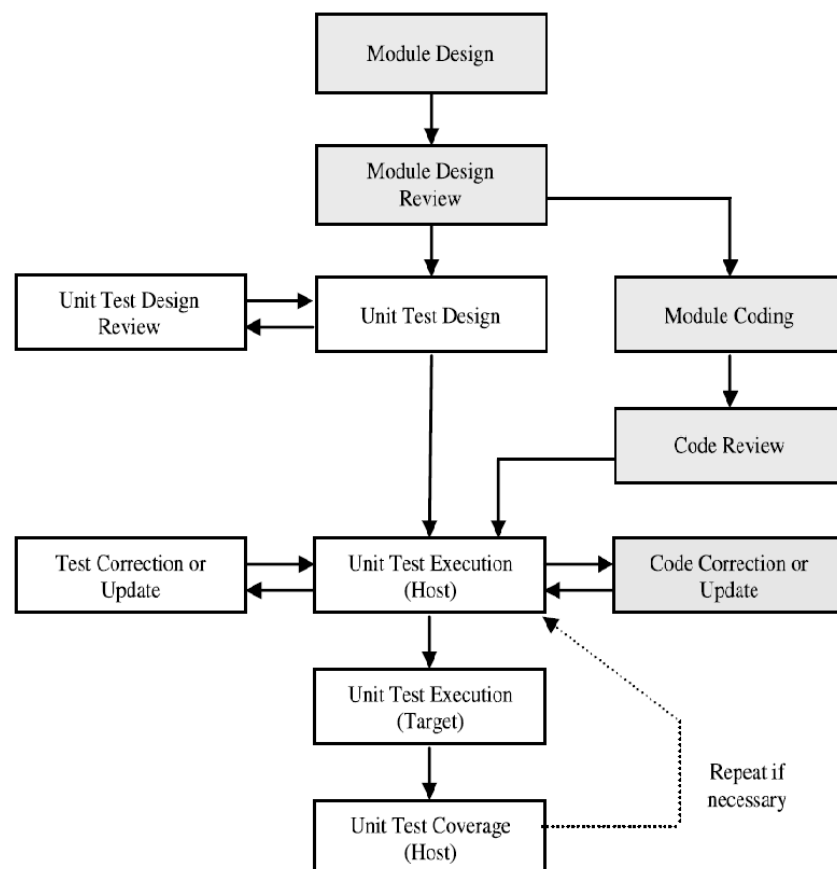 Module Design
Module Design
Review
Unit Test Design
Review
Unit Test Design
Module Coding
Code Review
Test Correction or
Update
Unit Test Execution
(Host)
Code Correction or
Update
Unit Test Execution
(Target)
Repeat if
necessary
Unit Test Coverage
(Host)